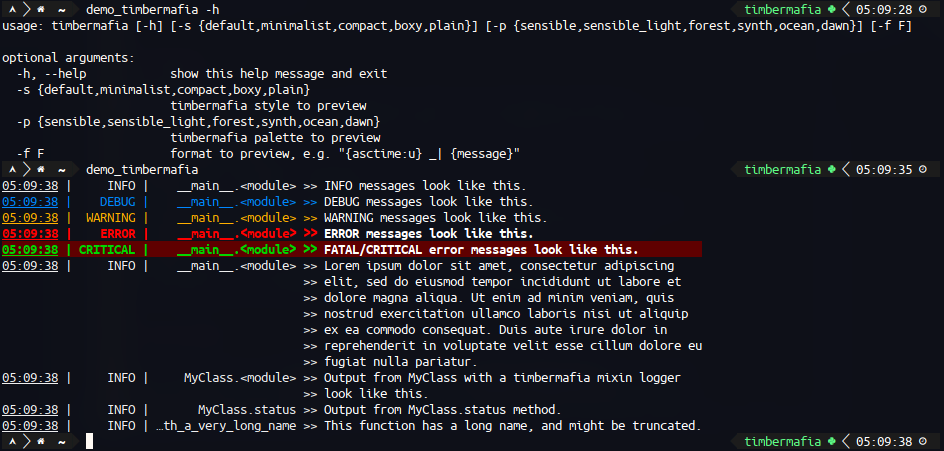 ~ demo_timbermafia -h timbermafia 05:09:28
usage: timbermafia [-h] [-s {default,minimalist,compact,boxy,plain}] [-p {sensible,sensible_light,forest,synth,ocean,dawn}] [-f F]
optional arguments:
-h, --help show this help message and exit
-s {default,minimalist,compact,boxy,plain}
timbermafia style to preview
-p {sensible,sensible_light,forest,synth,ocean,dawn}
timbermafia palette to preview
-f F format to preview, e.g. "{asctime:u} _| {message}"
~ demo_timbermafia timbermafia 05:09:35
05:09:38 | INFO | __main__.<module> >> INFO messages look like this.
05:09:38 | DEBUG | __main__.<module> >> DEBUG messages look like this.
05:09:38 | WARNING | __main__.<module> >> WARNING messages look like this.
05:09:38 | ERROR | __main__.<module> >> ERROR messages look like this.
05:09:38 | CRITICAL | __main__.<module> >> FATAL/CRITICAL error messages look like this.
05:09:38 | INFO | __main__.<module> >> Lorem ipsum dolor sit amet, consectetur adipiscing
>> elit, sed do eiusmod tempor incididunt ut labore et
>> dolore magna aliqua. Ut enim ad minim veniam, quis
>> nostrud exercitation ullamco laboris nisi ut aliquip
>> ex ea commodo consequat. Duis aute irure dolor in
>> reprehenderit in voluptate velit esse cillum dolore eu
>> fugiat nulla pariatur.
05:09:38 | INFO | MyClass.<module> >> Output from MyClass with a timbermafia mixin logger
>> look like this.
05:09:38 | INFO | MyClass.status >> Output from MyClass.status method.
05:09:38 | INFO | …th_a_very_long_name >> This function has a long name, and might be truncated.
~ timbermafia 05:09:38